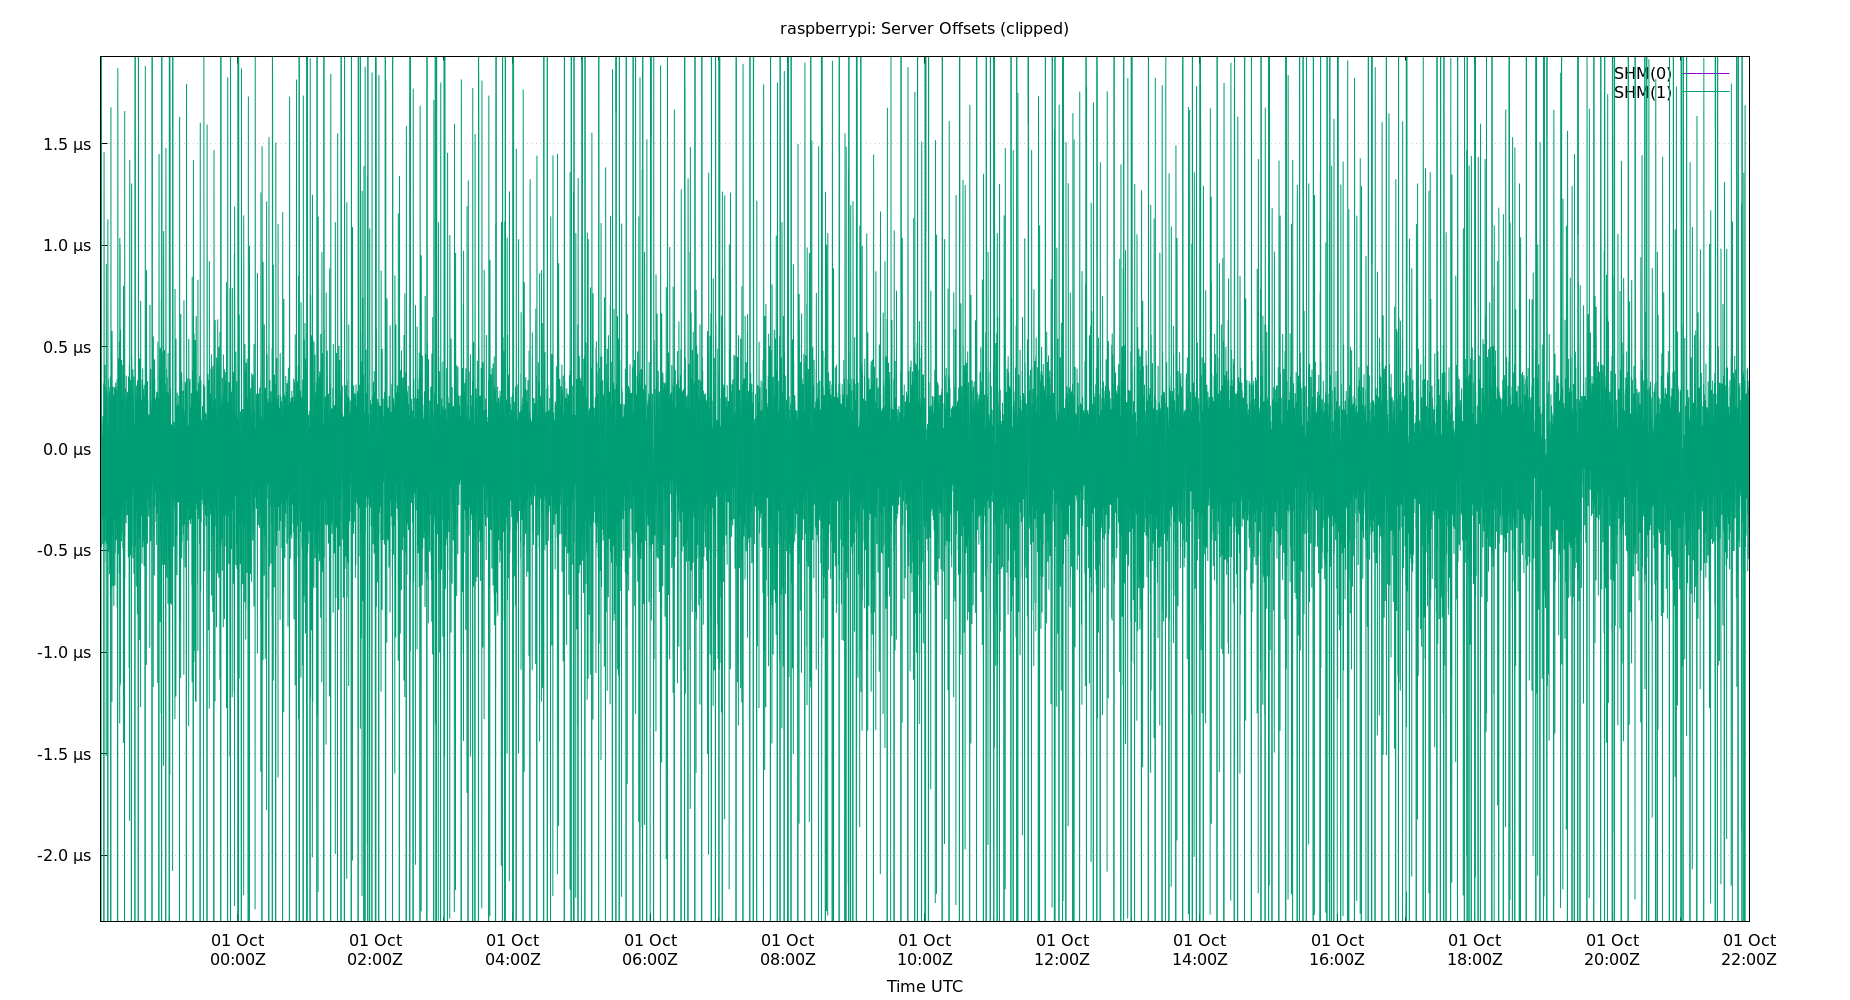 raspberrypi: Server Offsets (clipped)
SHM(0)
SHM(1)
1.5 µs
1.0 µs
0.5 µs
0.0 µs
-0.5 µs
-1.0 µs
-1.5 µs
-2.0 µs
01 Oct 01 Oct 01 Oct 01 Oct 01 Oct 01 Oct 01 Oct 01 Oct 01 Oct 01 Oct 01 Oct 01 Oct
00:00Z 02:00Z 04:00Z 06:00Z 08:00Z 10:00Z 12:00Z 14:00Z 16:00Z 18:00Z 20:00Z 22:00Z
Time UTC